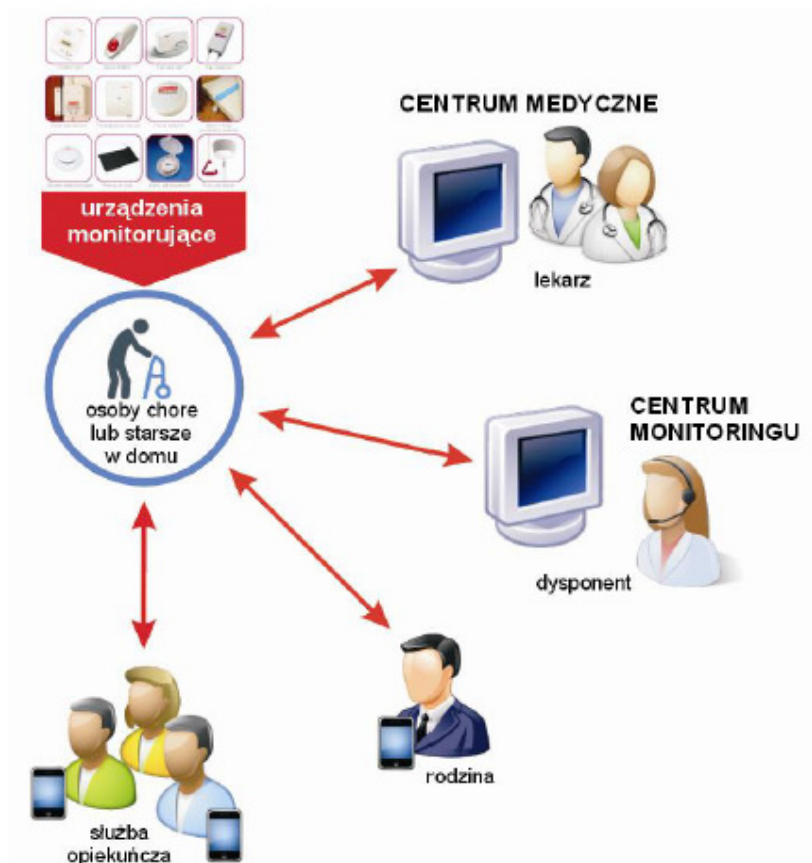 urządzenia
monitorujące
CENTRUM MEDYCZNE
lekarz
osoby chore
lub starsze
w domu
CENTRUM
MONITORINGU
dysponent
rodzina
służba
opiekuńcza